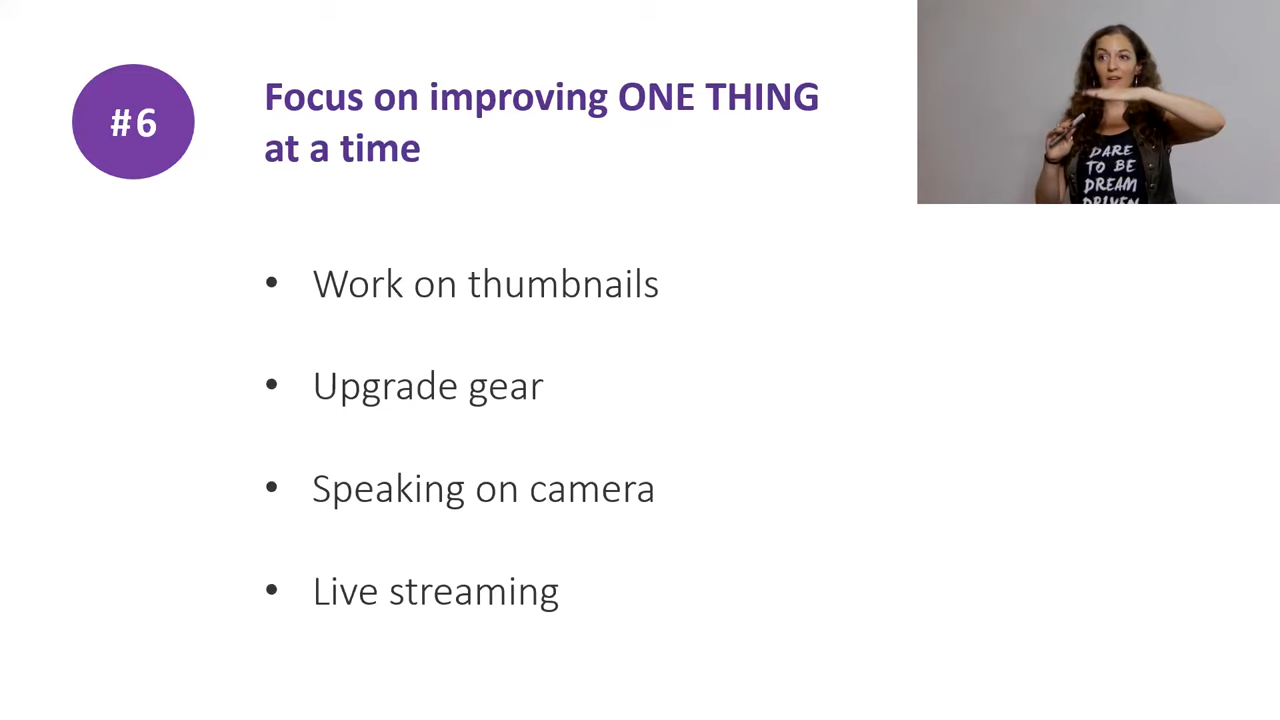 #6
Focus on improving ONE THING
at a time
• Work on thumbnails
• Upgrade gear
• Speaking on camera
• Live streaming
DARE
TO BE
DREAM
DRIVEN